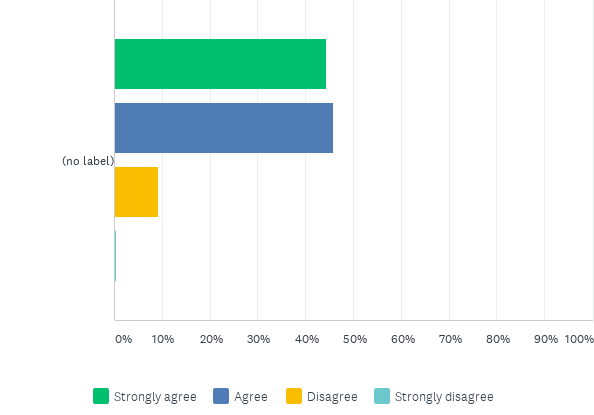 (no label)
0% 10% 20% 30% 40% 50% 60% 70% 80% 90% 100%
Strongly agree Agree Disagree Strongly disagree